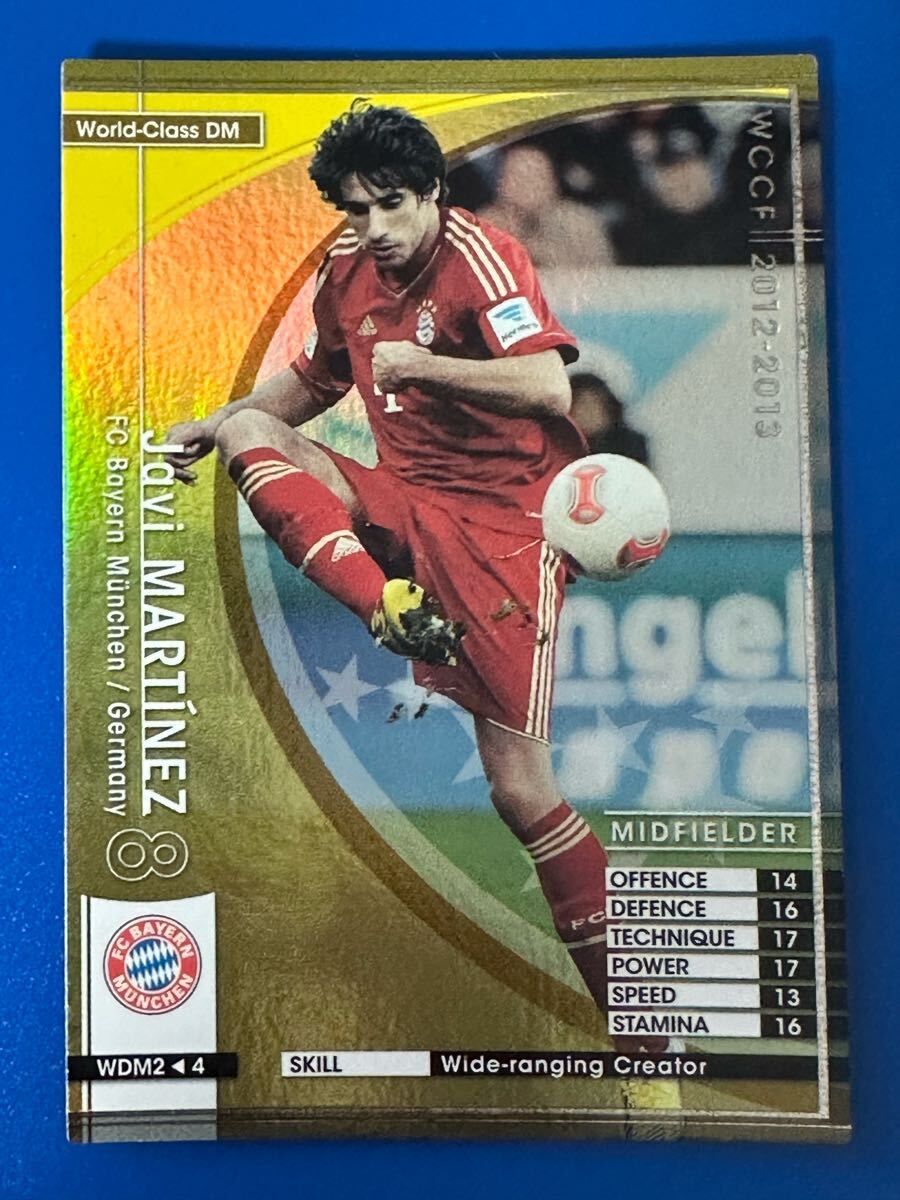 World-Class DM
WCCF 2012-2013
Javi MARTÍNEZ
FC Bayern München / Germany
8
FC BAYERN
MÜNCHEN
T
FC
MIDFIELDER
OFFENCE 14
DEFENCE 16
TECHNIQUE 17
POWER 17
SPEED 13
STAMINA 16
WDM2 ◀ 4
SKILL Wide-ranging Creator